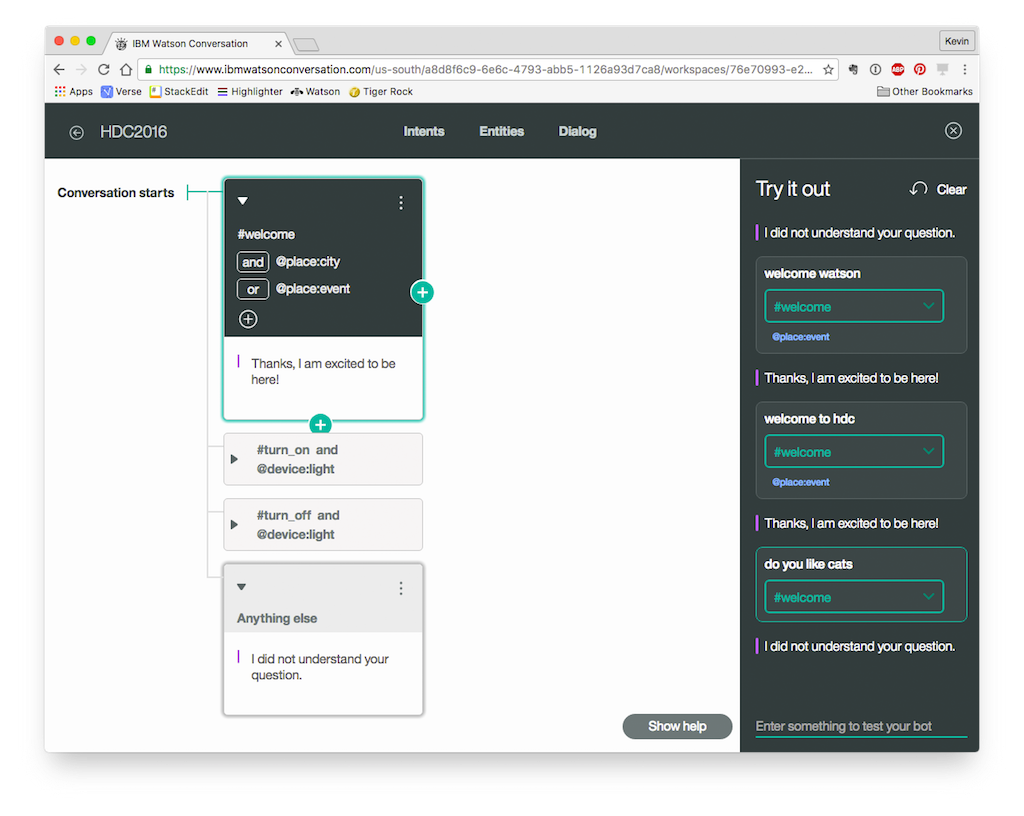 IBM Watson Conversation
Kevin
https://www.ibmwatsonconversation.com/us-south/a8d8f6c9-6e6c-4793-abb5-1126a93d7ca8/workspaces/76e70993-e2...
ABP
Apps Verse StackEdit Highlighter Watson Tiger Rock Other Bookmarks
HDC2016 Intents Entities Dialog
Conversation starts
#welcome
and @place:city
or @place:event
Thanks, I am excited to be
here!
#turn_on and
@device:light
#turn_off and
@device:light
Anything else
I did not understand your
question.
Show help
Try it out Clear
I did not understand your question.
welcome watson
#welcome
@place:event
Thanks, I am excited to be here!
welcome to hdc
#welcome
@place:event
Thanks, I am excited to be here!
do you like cats
#welcome
I did not understand your question.
Enter something to test your bot